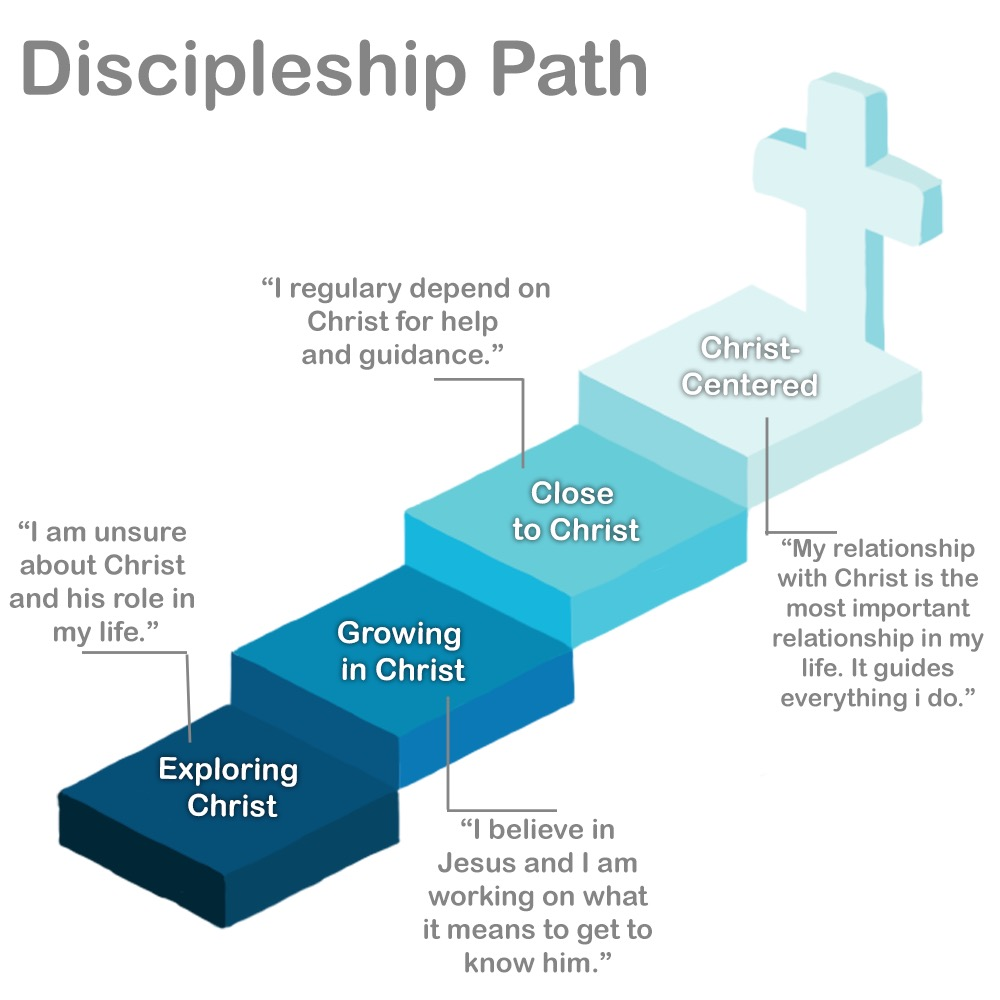 Discipleship Path
“I regulary depend on
Christ for help
and guidance.”
Christ-
Centered
Close
to Christ
“I am unsure
about Christ
and his role in
my life.”
“My relationship
with Christ is the
most important
relationship in my
life. It guides
everything i do.”
Growing
in Christ
Exploring
Christ
“I believe in
Jesus and I am
working on what
it means to get to
know him.”